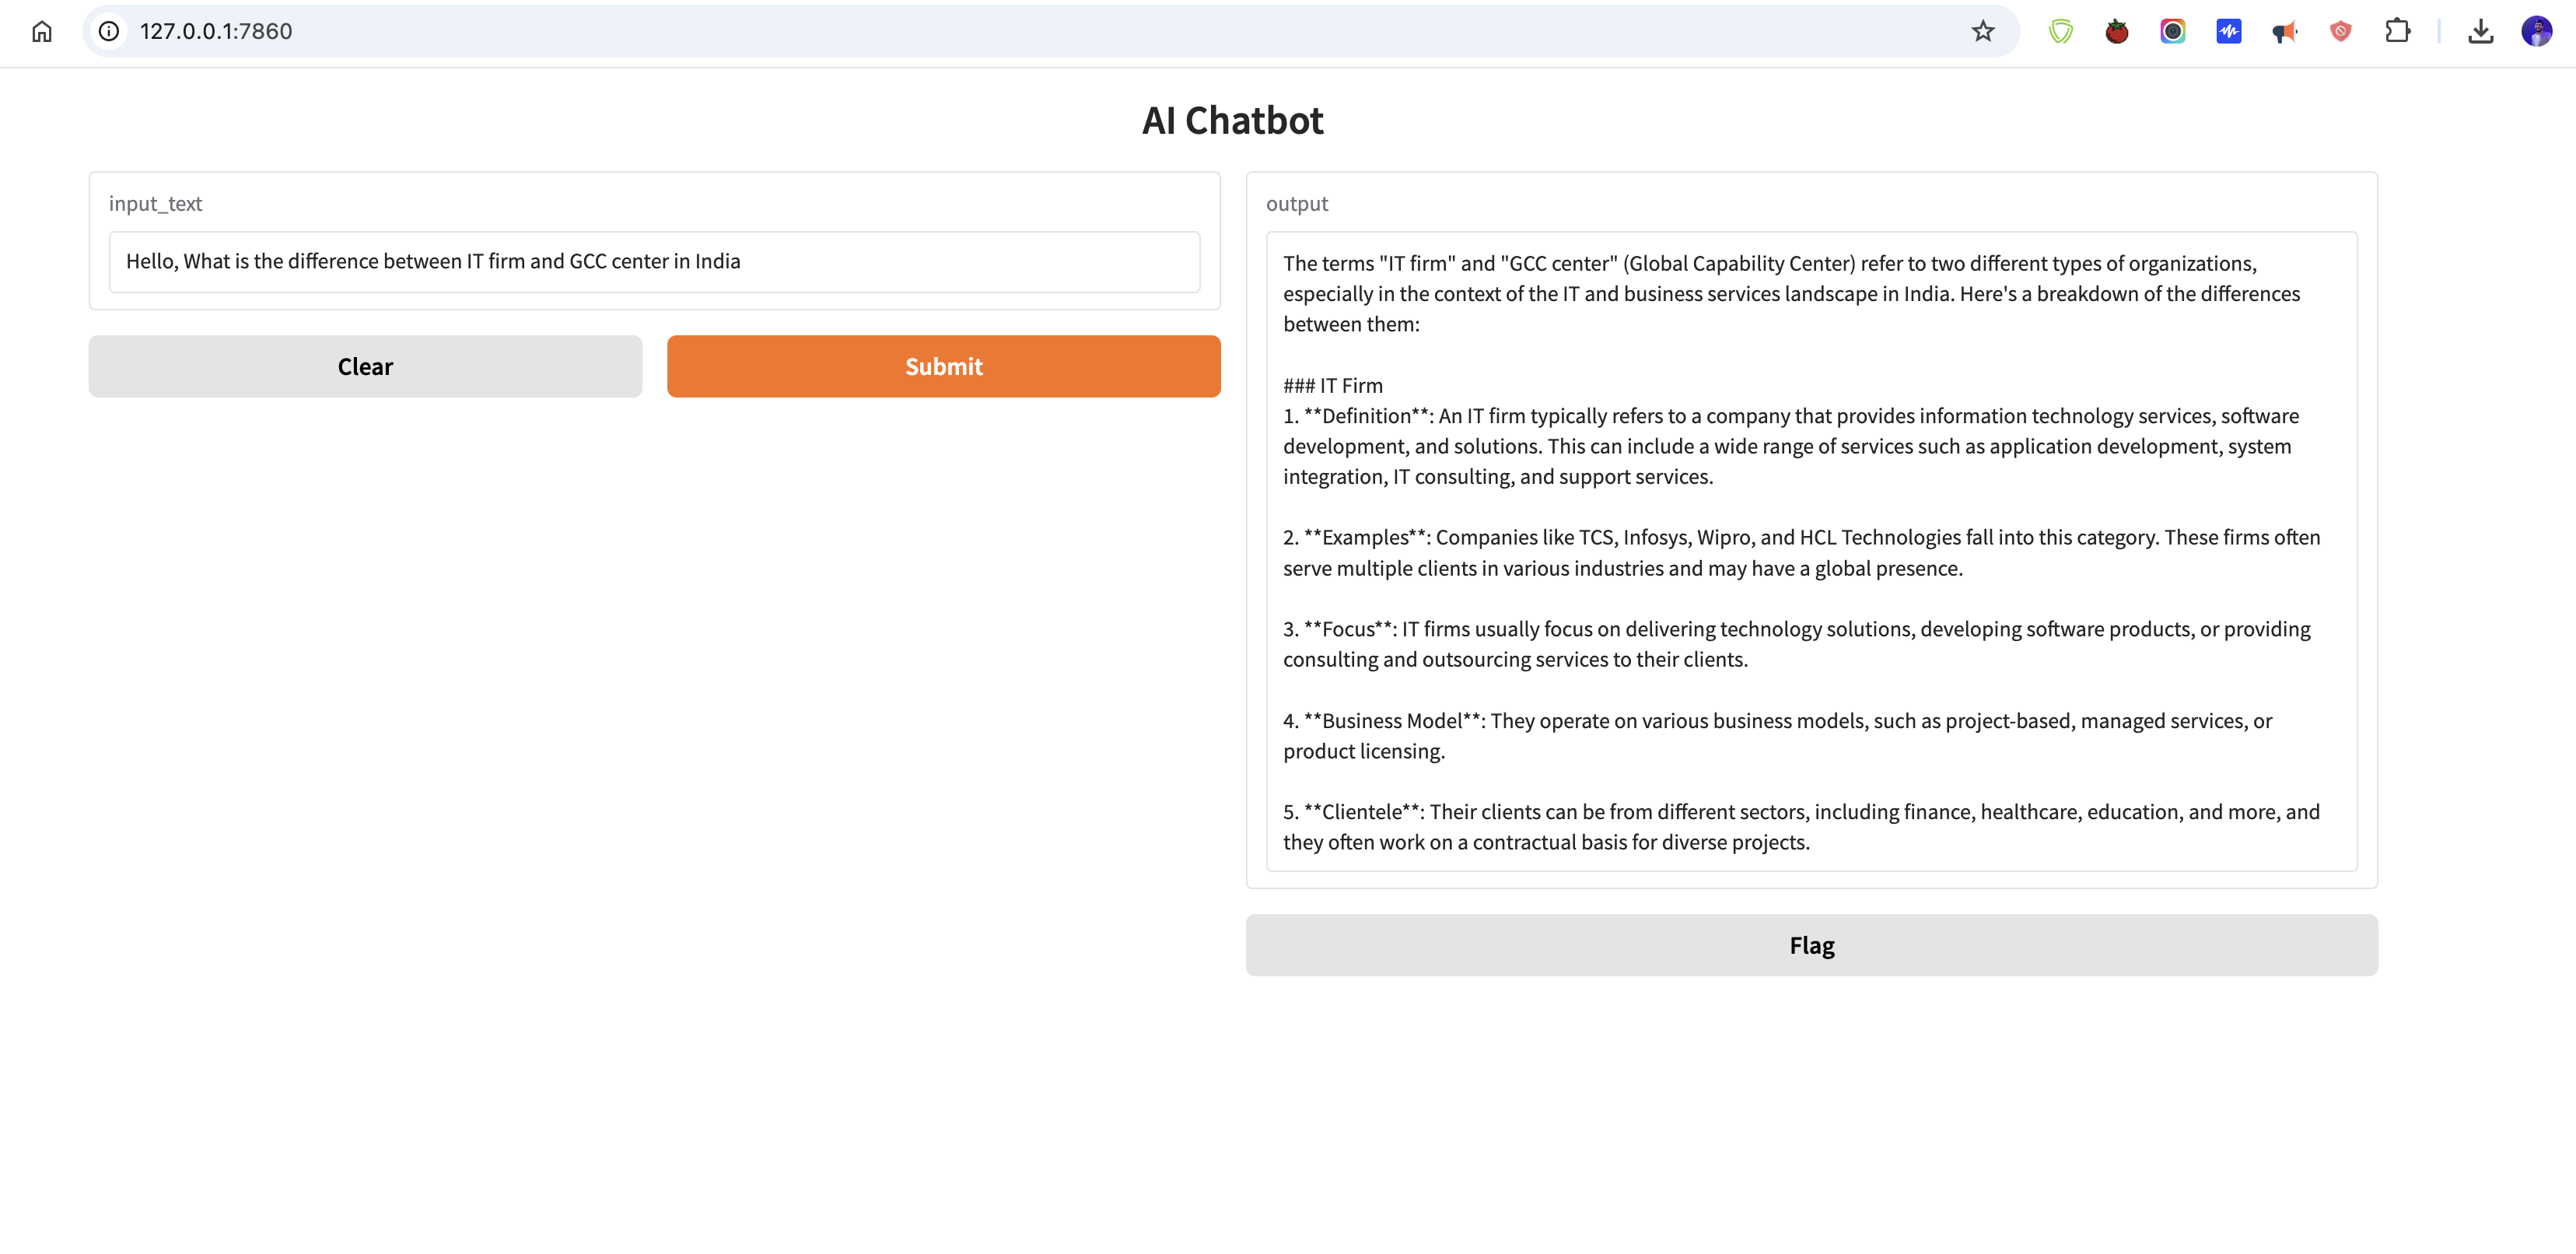 127.0.0.1:7860
AI Chatbot
input_text
Hello, What is the difference between IT firm and GCC center in India
Clear
Submit
output
The terms "IT firm" and "GCC center" (Global Capability Center) refer to two different types of organizations,
especially in the context of the IT and business services landscape in India. Here's a breakdown of the differences
between them:
### IT Firm
1. **Definition**: An IT firm typically refers to a company that provides information technology services, software
development, and solutions. This can include a wide range of services such as application development, system
integration, IT consulting, and support services.
2. **Examples**: Companies like TCS, Infosys, Wipro, and HCL Technologies fall into this category. These firms often
serve multiple clients in various industries and may have a global presence.
3. **Focus**: IT firms usually focus on delivering technology solutions, developing software products, or providing
consulting and outsourcing services to their clients.
4. **Business Model**: They operate on various business models, such as project-based, managed services, or
product licensing.
5. **Clientele**: Their clients can be from different sectors, including finance, healthcare, education, and more, and
they often work on a contractual basis for diverse projects.
Flag